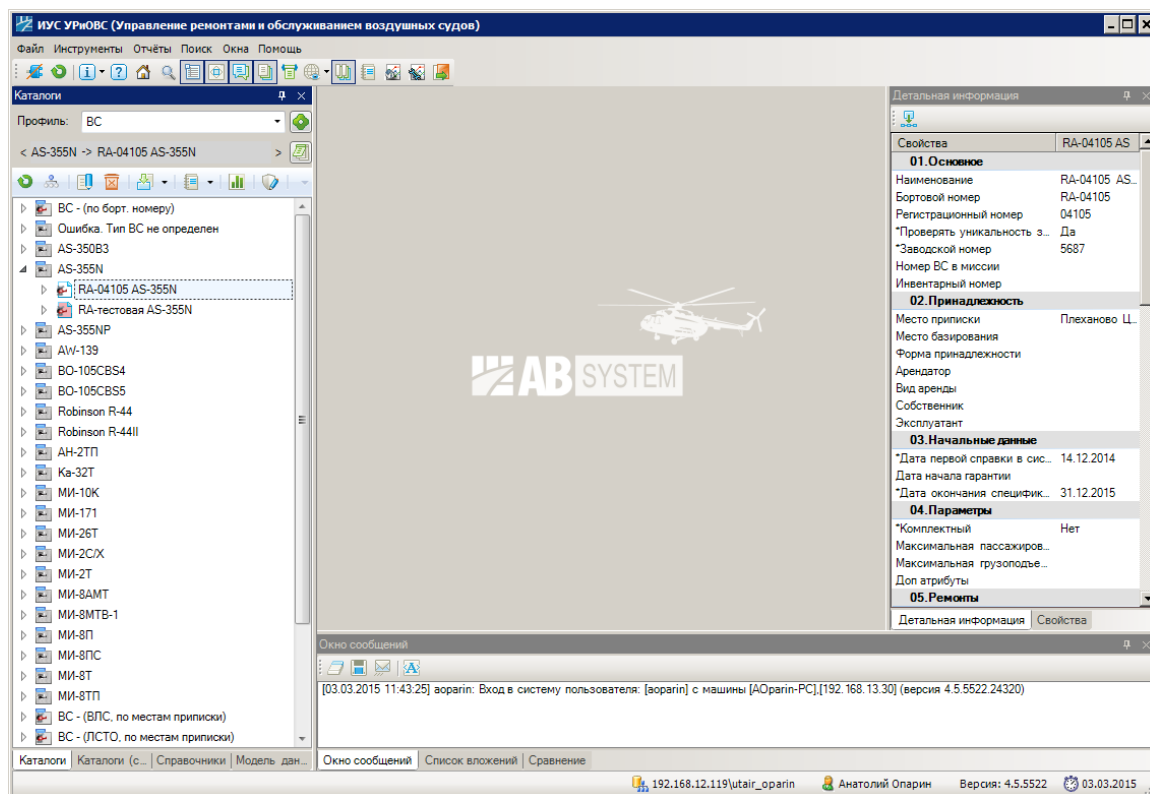 ИУС УРиОВС (Управление ремонтами и обслуживанием воздушных судов)
Файл Инструменты Отчёты Поиск Окна Помощь
Каталоги
Профиль: ВС
< AS-355N -> RA-04105 AS-355N >
ВС - (по борт. номеру)
Ошибка. Тип ВС не определен
AS-350B3
AS-355N
RA-04105 AS-355N
RA-тестовая AS-355N
AS-355NP
AW-139
BO-105CBS4
BO-105CBS5
Robinson R-44
Robinson R-44II
АН-2ТП
Ка-32Т
МИ-10К
МИ-171
МИ-26Т
МИ-2С/Х
МИ-2Т
МИ-8АМТ
МИ-8МТВ-1
МИ-8П
МИ-8ПС
МИ-8Т
МИ-8ТП
ВС - (ВЛС, по местам приписки)
ВС - (ЛСТО, по местам приписки)
Каталоги Каталоги (с... Справочники Модель дан...
AB SYSTEM
Детальная информация
Свойства RA-04105 AS
01.Основное
Наименование RA-04105 AS...
Бортовой номер RA-04105
Регистрационный номер 04105
*Проверять уникальность з... Да
*Заводской номер 5687
Номер ВС в миссии
Инвентарный номер
02.Принадлежность
Место приписки Плеханово Ц...
Место базирования
Форма принадлежности
Арендатор
Вид аренды
Собственник
Эксплуатант
03.Начальные данные
*Дата первой справки в сис... 14.12.2014
Дата начала гарантии
*Дата окончания специфик... 31.12.2015
04.Параметры
*Комплектный Нет
Максимальная пассажиров...
Максимальная грузоподъе...
Доп атрибуты
05.Ремонты
Детальная информация Свойства
Окно сообщений
[03.03.2015 11:43:25] aoparin: Вход в систему пользователя: [aoparin] с машины [AOparin-PC],[192.168.13.30] (версия 4.5.5522.24320)
Окно сообщений Список вложений Сравнение
192.168.12.119\utair_oparin Анатолий Опарин Версия: 4.5.5522 03.03.2015